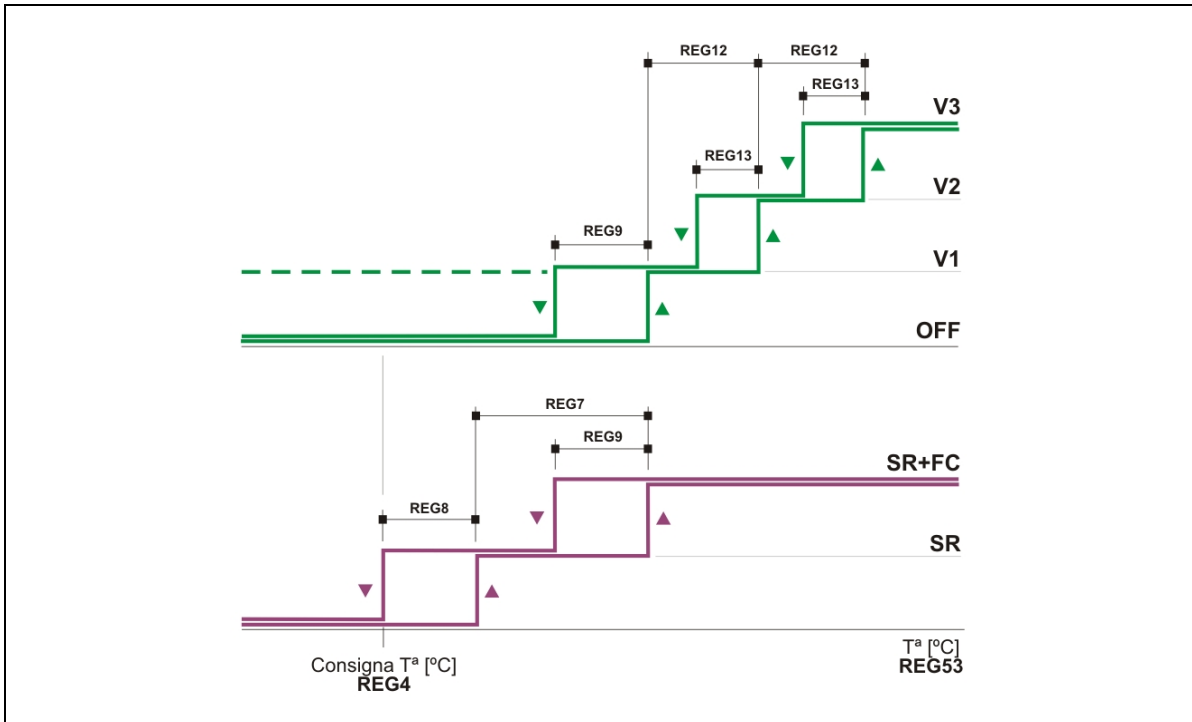 REG12
REG12
REG13
V3
REG13
V2
REG9
V1
OFF
REG7
REG9
SR+FC
REG8
SR
Consigna Tª [ºC]
REG4
Tª [ºC]
REG53